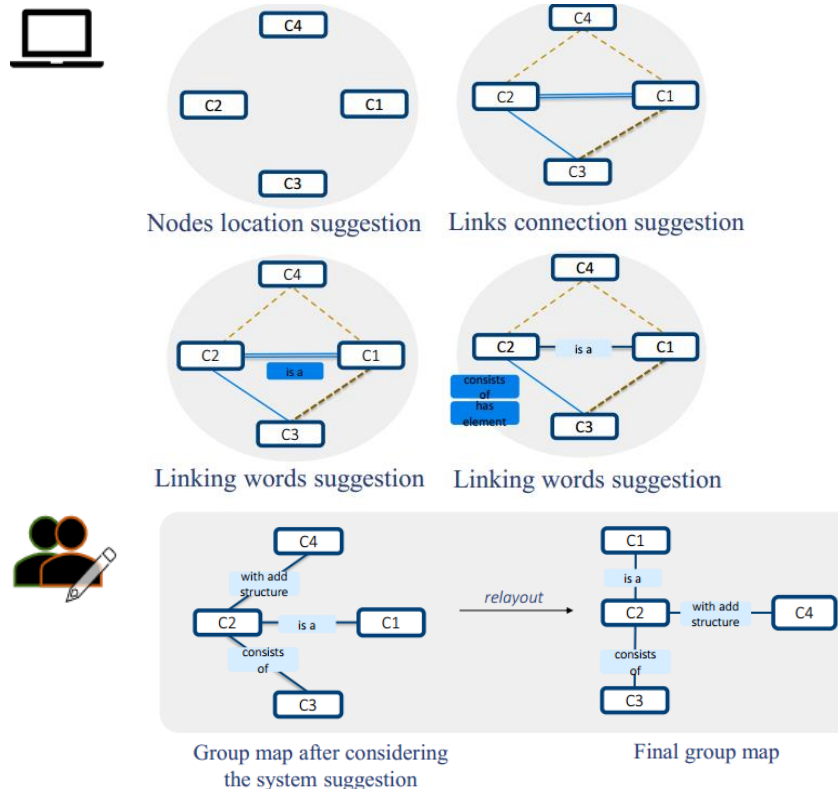 C4
C2
C1
C3
Nodes location suggestion
C4
C2
C1
C3
Links connection suggestion
C4
C2
C1
is a
C3
Linking words suggestion
C4
C2
is a
C1
consists
of
has
element
C3
Linking words suggestion
C4
with add
structure
C2
is a
C1
consists
of
C3
relayout
C1
is a
C2
with add
structure
C4
consists
of
C3
Group map after considering
the system suggestion
Final group map